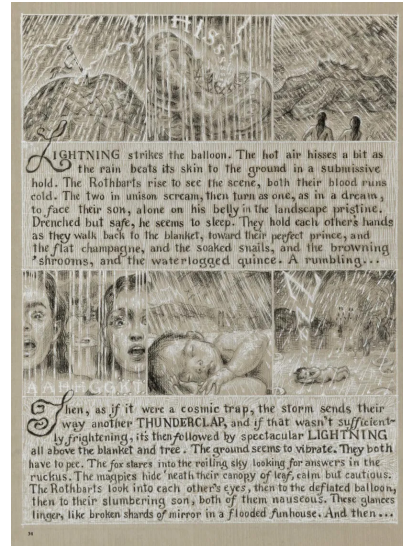 HISS
LIGHTNING strikes the balloon. The hot air hisses a bit as
the rain beats its skin to the ground in a submissive
hold. The Rothbarts rise to see the scene, both their blood runs
cold. The two in unison scream, then turn as one, as in a dream,
to face their son, alone on his belly in the landscape pristine.
Drenched but safe, he seems to sleep. They hold each other's hands
as they walk back to the blanket, toward their perfect prince, and
the flat champagne, and the soaked snails, and the browning
'shrooms, and the waterlogged quince. A rumbling...
Then, as if it were a cosmic trap, the storm sends their
way another THUNDERCLAP, and if that wasn't sufficient-
ly frightening, it's then followed by spectacular LIGHTNING
all above the blanket and tree. The ground seems to vibrate. They both
have to pee. The fox stares into the roiling sky looking for answers in the
ruckus. The magpies hide 'neath their canopy of leaf, calm but cautious.
The Rothbarts look into each other's eyes, then to the deflated balloon,
then to their slumbering son, both of them nauseous. These glances
linger, like broken shards of mirror in a flooded funhouse. And then...